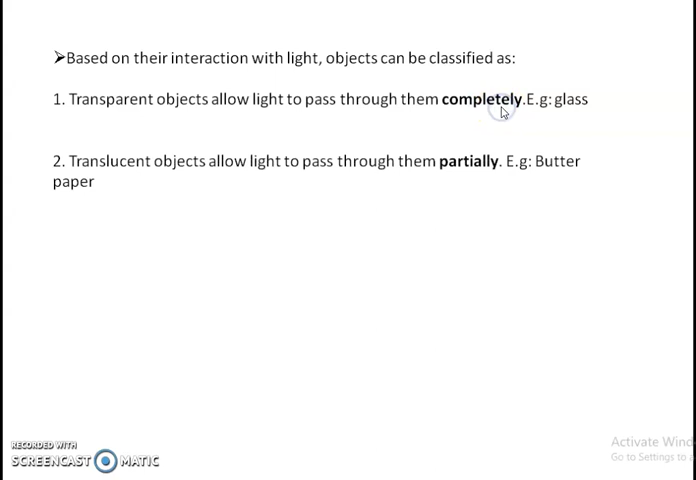 ➢Based on their interaction with light, objects can be classified as:
1. Transparent objects allow light to pass through them completely.E.g: glass
2. Translucent objects allow light to pass through them partially. E.g: Butter
paper
RECORDED WITH
SCREENCAST MATIC
Activate Wind
Go to Settings to